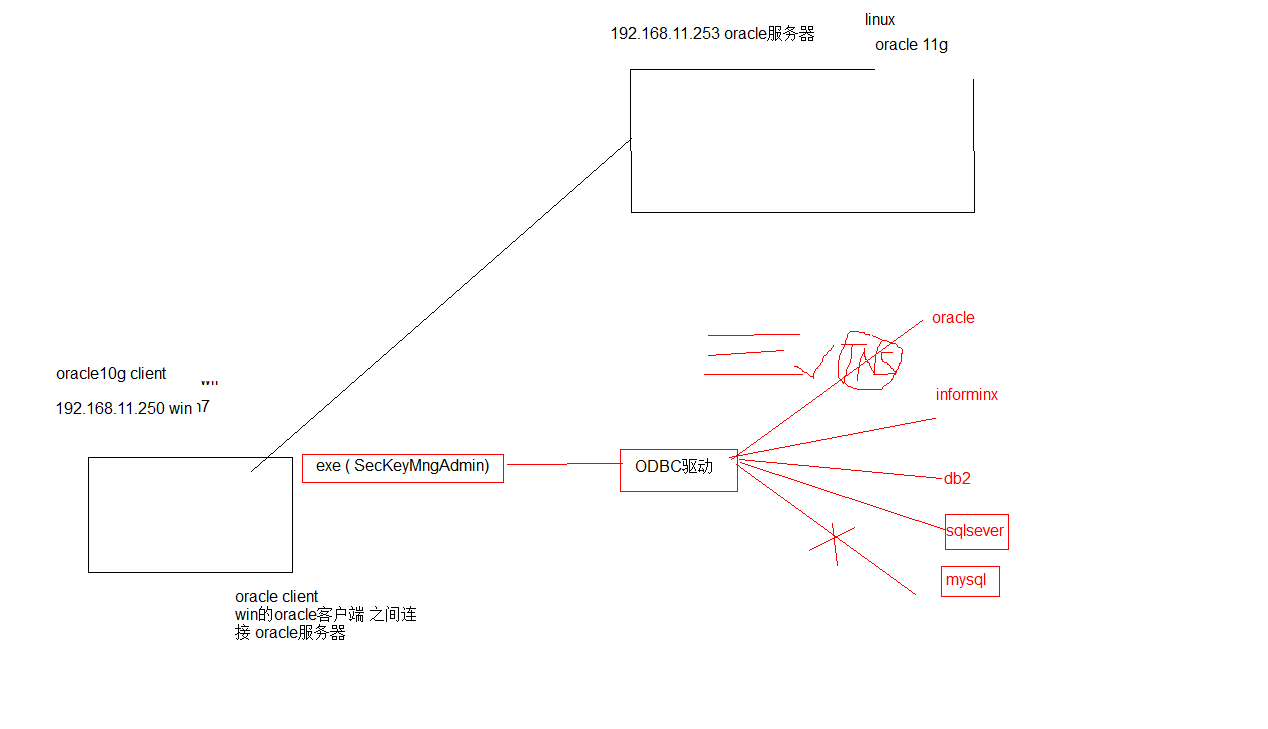 linux
192.168.11.253 oracle服务器
oracle 11g
oracle
oracle10g client
informinx
192.168.11.250 win
exe ( SecKeyMngAdmin)
ODBC驱动
db2
sqlsever
mysql
oracle client
win的oracle客户端 之间连
接 oracle服务器